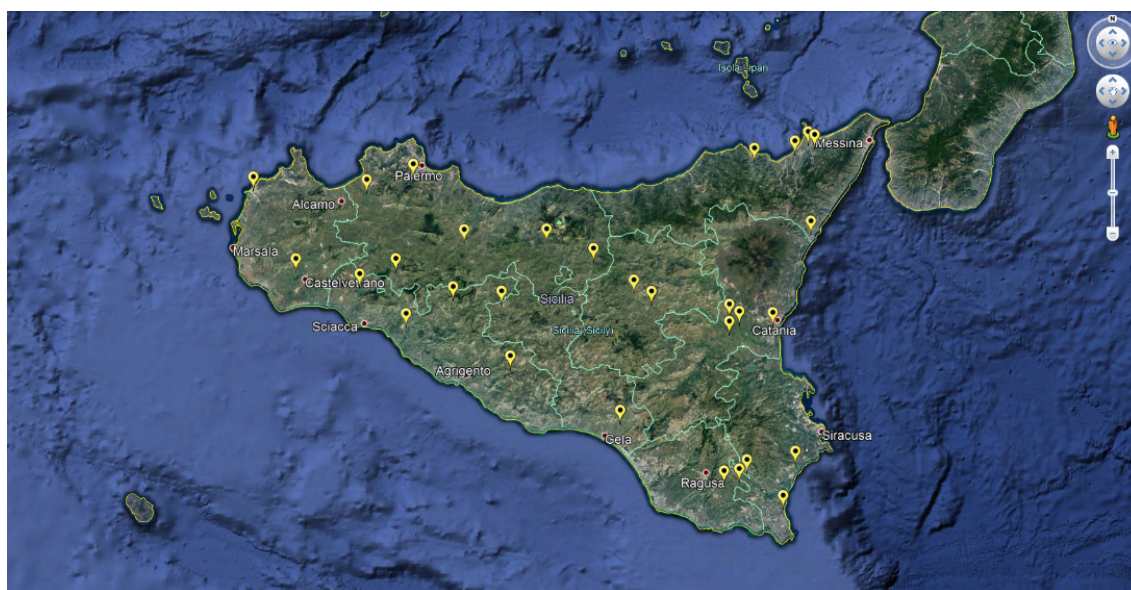 N
Isola Lipari
Messina
Palermo
Alcamo
Marsala
Castelvetrano
Sicilia
Sciacca
Sicilia (Sicily)
Catania
Agrigento
Gela
Siracusa
Ragusa